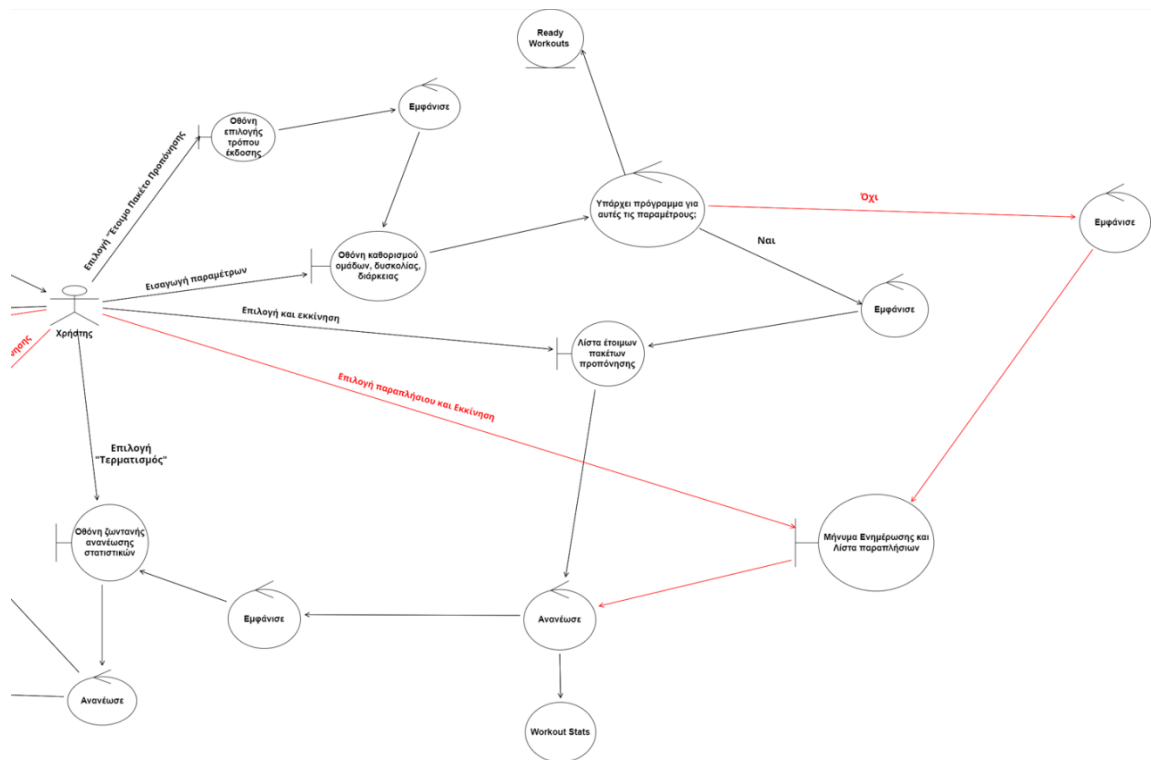 Ready
Workouts
Εμφάνισε
Οθόνη
επιλογής
τρόπου
έκδοσης
Επιλογή "Έτοιμο Πακέτο Προπόνησης
Υπάρχει πρόγραμμα για
αυτές τις παραμέτρους;
Όχι
Εμφάνισε
Ναι
Οθόνη καθορισμού
ομάδων, δυσκολίας,
διάρκειας
Εισαγωγή παραμέτρων
Επιλογή και εκκίνηση
Εμφάνισε
Χρήστης
Λίστα έτοιμων
πακέτων
προπόνησης
νησης
Επιλογή παραπλήσιου και Εκκίνηση
Επιλογή
"Τερματισμός"
Οθόνη ζωντανής
ανανέωσης
στατιστικών
Μήνυμα Ενημέρωσης και
Λίστα παραπλήσιων
Εμφάνισε
Ανανέωσε
Ανανέωσε
Workout Stats